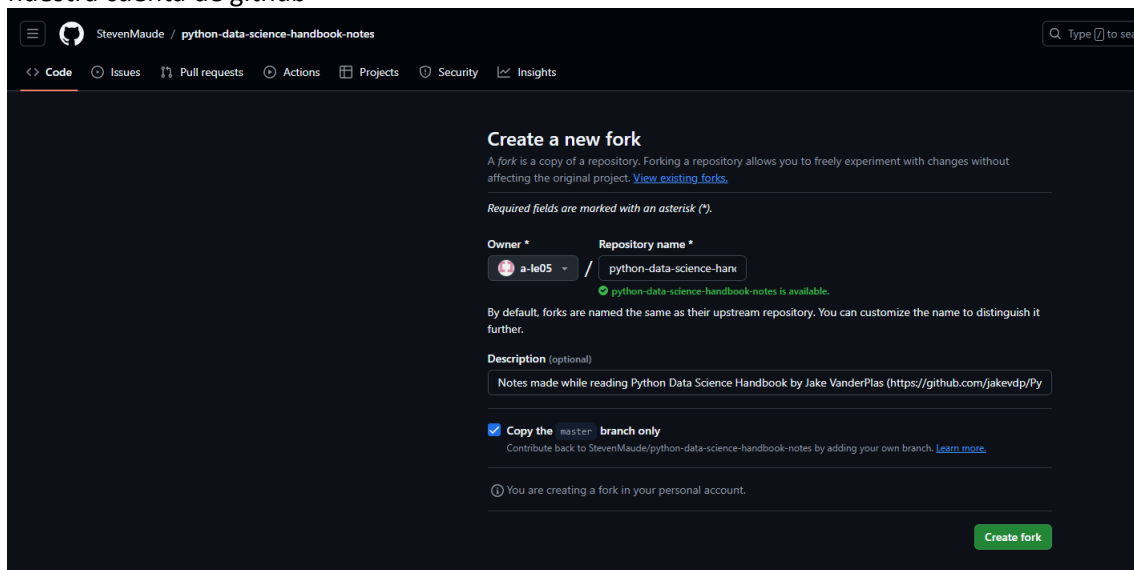 nuestra cuenta de github
StevenMaude / python-data-science-handbook-notes
Type / to sea
Code Issues Pull requests Actions Projects Security Insights
Create a new fork
A fork is a copy of a repository. Forking a repository allows you to freely experiment with changes without
affecting the original project. View existing forks.
Required fields are marked with an asterisk (*).
Owner * Repository name *
a-le05 / python-data-science-hand
python-data-science-handbook-notes is available.
By default, forks are named the same as their upstream repository. You can customize the name to distinguish it
further.
Description (optional)
Notes made while reading Python Data Science Handbook by Jake VanderPlas (https://github.com/jakevdp/Py
Copy the master branch only
Contribute back to StevenMaude/python-data-science-handbook-notes by adding your own branch. Learn more.
You are creating a fork in your personal account.
Create fork